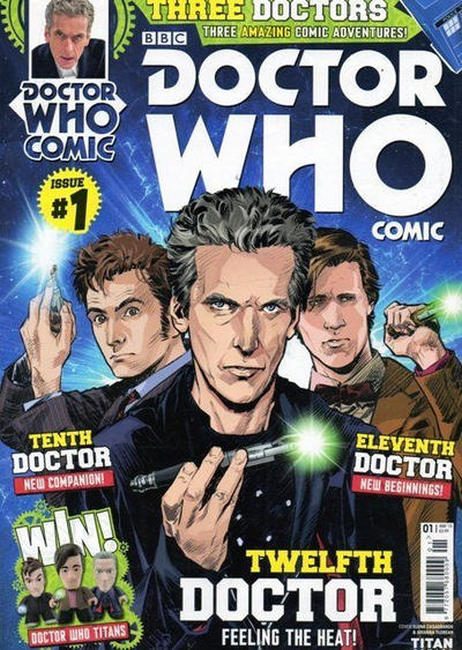 THREE DOCTORS
THREE AMAZING COMIC ADVENTURES!
BBC
DOCTOR
WHO
COMIC
DOCTOR
WHO
COMIC
ISSUE
#1
TENTH
DOCTOR
NEW COMPANION!
ELEVENTH
DOCTOR
NEW BEGINNINGS!
WIN!
DOCTOR WHO TITANS
TWELFTH
DOCTOR
FEELING THE HEAT!
01
TITAN